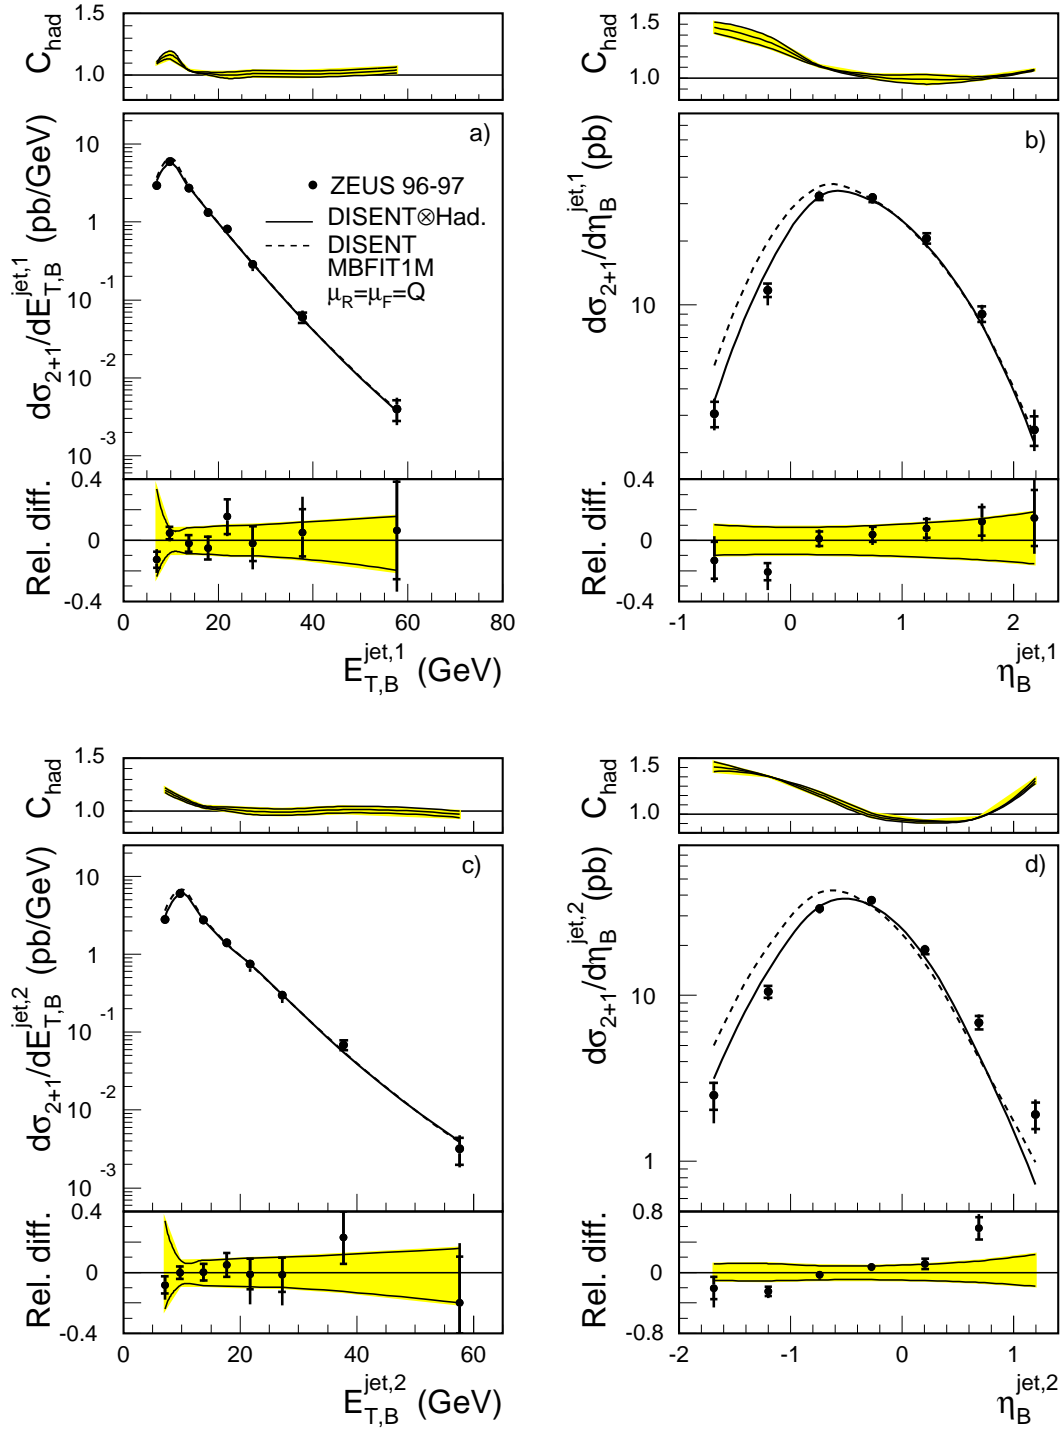 C_had
1.5
1.0
C_had
1.5
1.0
dσ_2+1/dE_T,B^jet,1 (pb/GeV)
10
1
10^-1
10^-2
10^-3
a)
ZEUS 96-97
DISENT⊗Had.
DISENT
MBFIT1M
μ_R=μ_F=Q
dσ_2+1/dη_B^jet,1 (pb)
10
b)
Rel. diff.
0.4
0
-0.4
0 20 40 60 80
E_T,B^jet,1 (GeV)
Rel. diff.
0.4
0
-0.4
-1 0 1 2
η_B^jet,1
C_had
1.5
1.0
C_had
1.5
1.0
dσ_2+1/dE_T,B^jet,2 (pb/GeV)
10
1
10^-1
10^-2
10^-3
c)
dσ_2+1/dη_B^jet,2 (pb)
10
1
d)
Rel. diff.
0.4
0
-0.4
0 20 40 60
E_T,B^jet,2 (GeV)
Rel. diff.
0.8
0
-0.8
-2 -1 0 1
η_B^jet,2